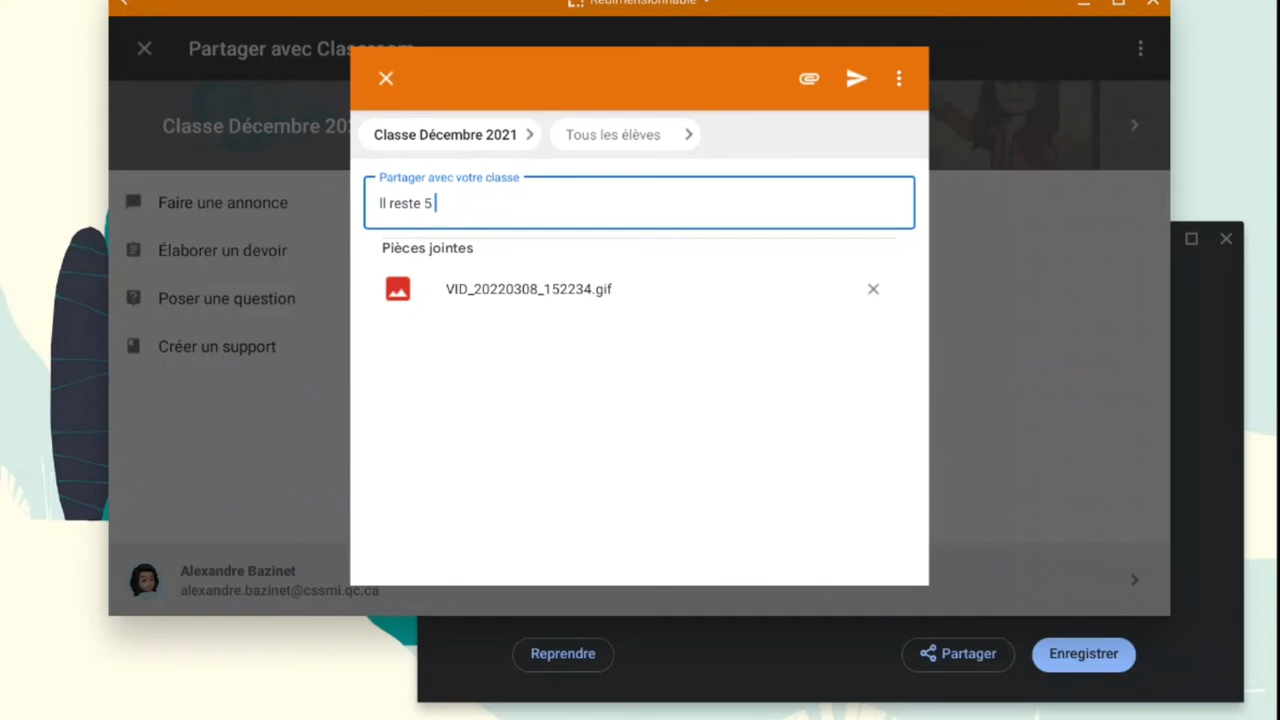 Redimensionnable
Partager avec Classroom
Classe Décembre 202
Faire une annonce
Élaborer un devoir
Poser une question
Créer un support
Alexandre Bazinet
alexandre.bazinet@cssmi.qc.ca
Classe Décembre 2021
Tous les élèves
Partager avec votre classe
Il reste 5
Pièces jointes
VID_20220308_152234.gif
Reprendre
Partager
Enregistrer